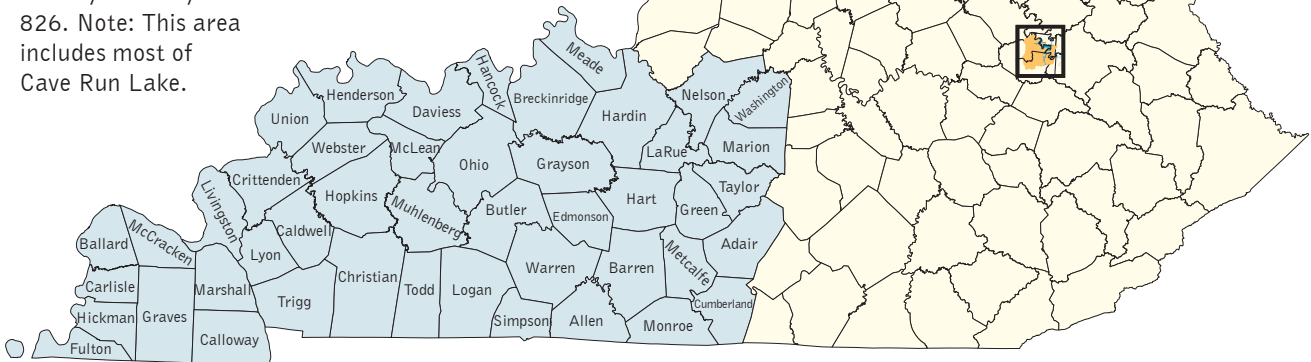 826. Note: This area
includes most of
Cave Run Lake.
Meade
Hancock
Henderson
Daviess
Breckinridge
Nelson
Washington
Union
Hardin
Webster
McLean
LaRue
Marion
Ohio
Grayson
Crittenden
Hopkins
Taylor
Livingston
Muhlenberg
Butler
Edmonson
Hart
Green
Caldwell
Ballard
McCracken
Lyon
Adair
Metcalfe
Warren
Barren
Christian
Carlisle
Marshall
Todd
Logan
Trigg
Cumberland
Hickman
Graves
Simpson
Allen
Monroe
Calloway
Fulton